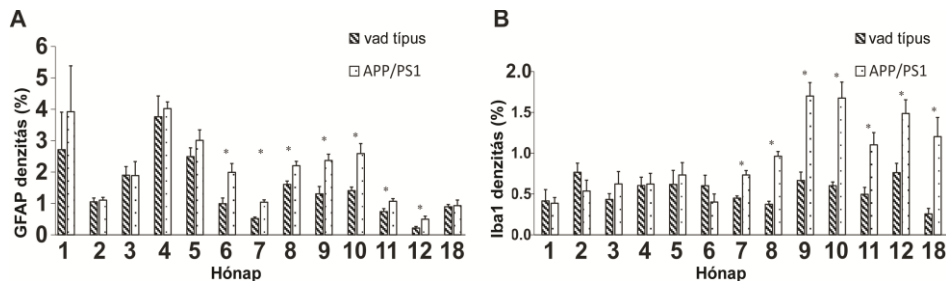 A
vad típus
APP/PS1
GFAP denzitás (%)
6
5
4
3
2
1
0
* * * * * * *
1 2 3 4 5 6 7 8 9 10 11 12 18
Hónap
B
vad típus
APP/PS1
Iba1 denzitás (%)
2.0
1.5
1.0
0.5
0.0
* * * * * * *
1 2 3 4 5 6 7 8 9 10 11 12 18
Hónap